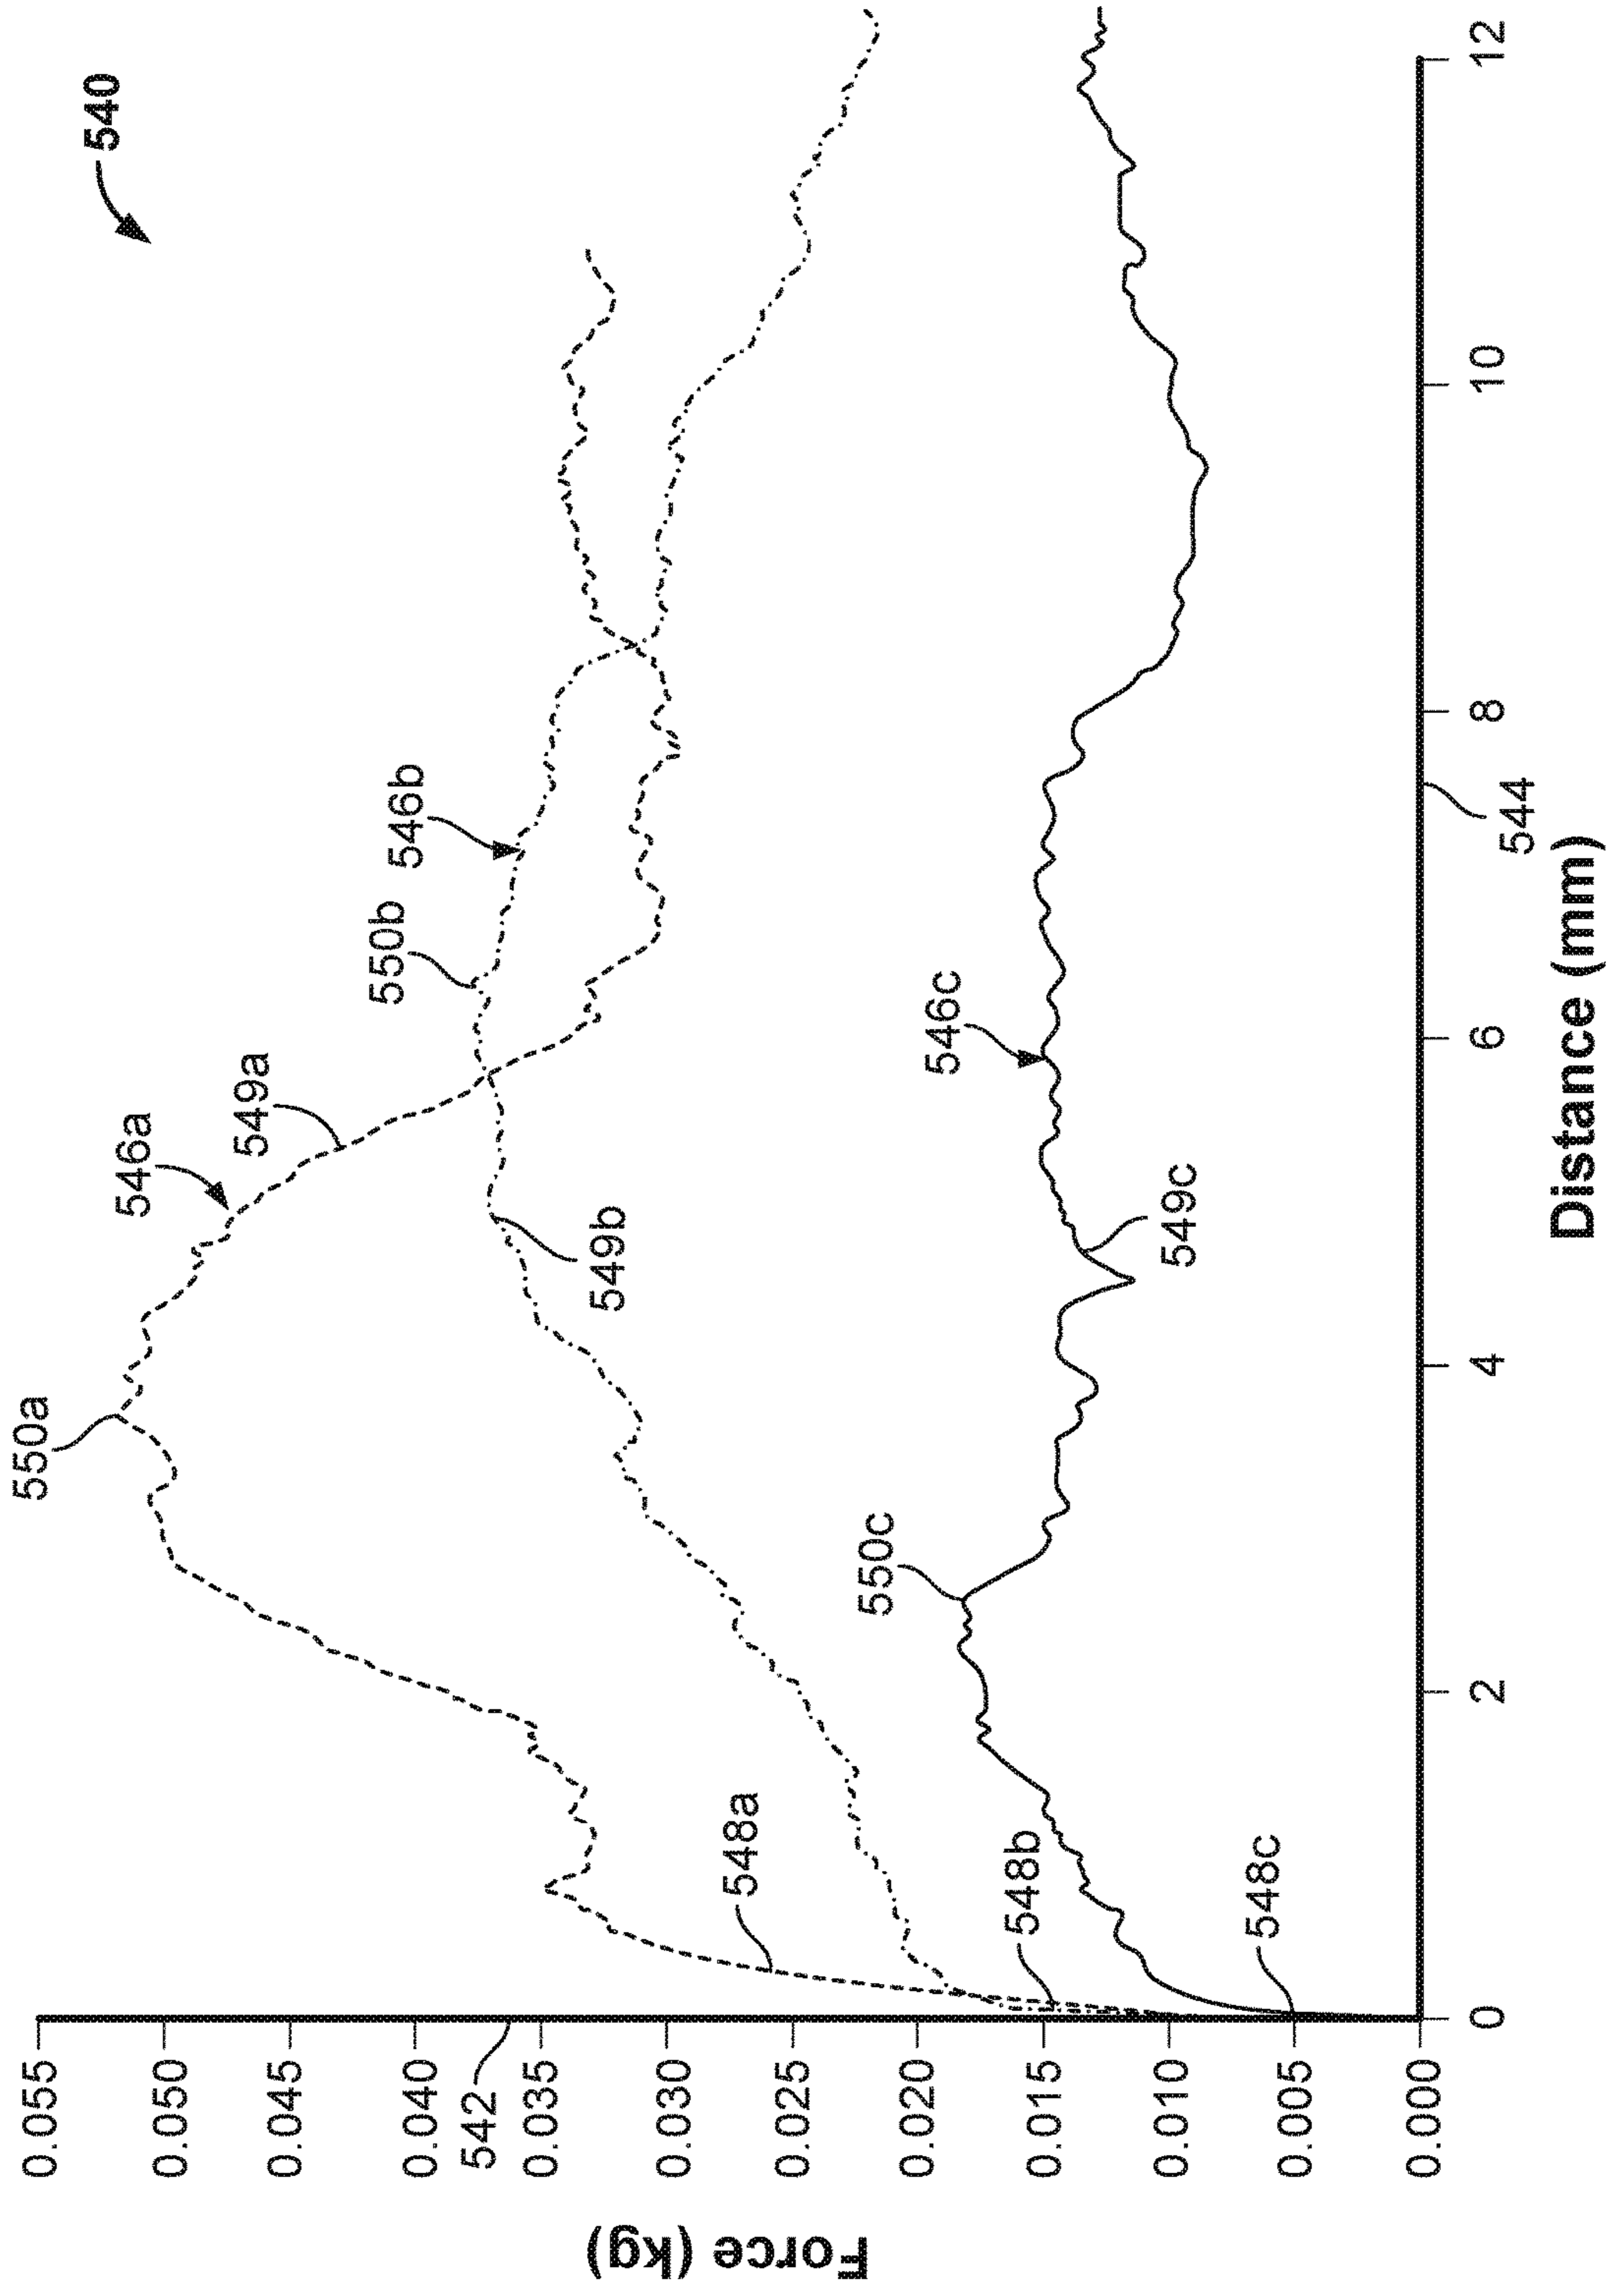 540
550a
546a
549a
550b
546b
549b
550c
546c
549c
548a
548b
548c
Force (kg)
0.055
0.050
0.045
0.040
542
0.035
0.030
0.025
0.020
0.015
0.010
0.005
0.000
0
2
4
6
8
10
12
544
Distance (mm)